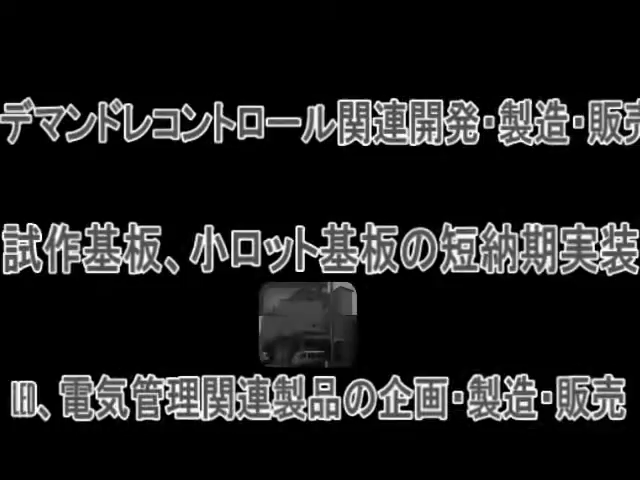 デマンドレコントロール関連開発・製造・販売
試作基板、小ロット基板の短納期実装
LED、電気管理関連製品の企画・製造・販売